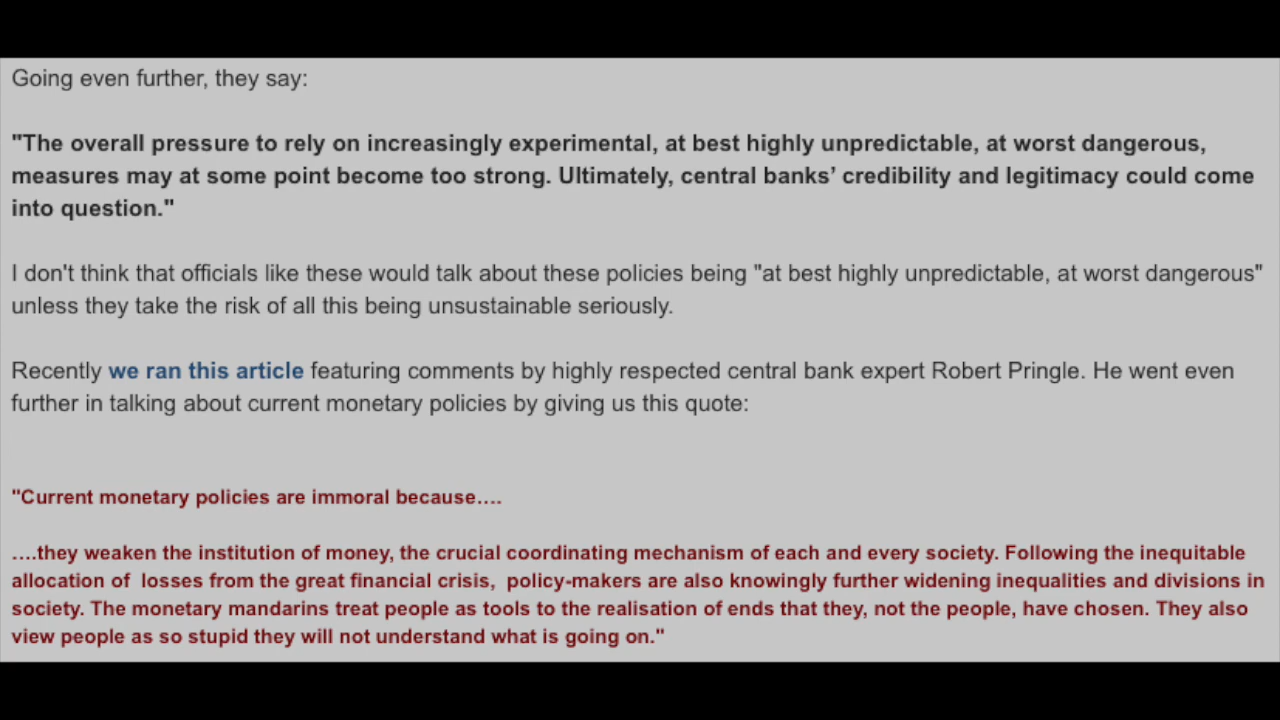 Going even further, they say:
"The overall pressure to rely on increasingly experimental, at best highly unpredictable, at worst dangerous,
measures may at some point become too strong. Ultimately, central banks’ credibility and legitimacy could come
into question."
I don't think that officials like these would talk about these policies being "at best highly unpredictable, at worst dangerous"
unless they take the risk of all this being unsustainable seriously.
Recently we ran this article featuring comments by highly respected central bank expert Robert Pringle. He went even
further in talking about current monetary policies by giving us this quote:
"Current monetary policies are immoral because....
....they weaken the institution of money, the crucial coordinating mechanism of each and every society. Following the inequitable
allocation of  losses from the great financial crisis,  policy-makers are also knowingly further widening inequalities and divisions in
society. The monetary mandarins treat people as tools to the realisation of ends that they, not the people, have chosen. They also
view people as so stupid they will not understand what is going on."